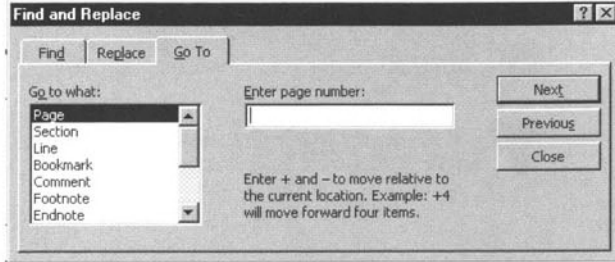 Find and Replace
Find Replace Go To
Go to what:
Page
Section
Line
Bookmark
Comment
Footnote
Endnote
Enter page number:
Enter + and – to move relative to
the current location. Example: +4
will move forward four items.
Next
Previous
Close